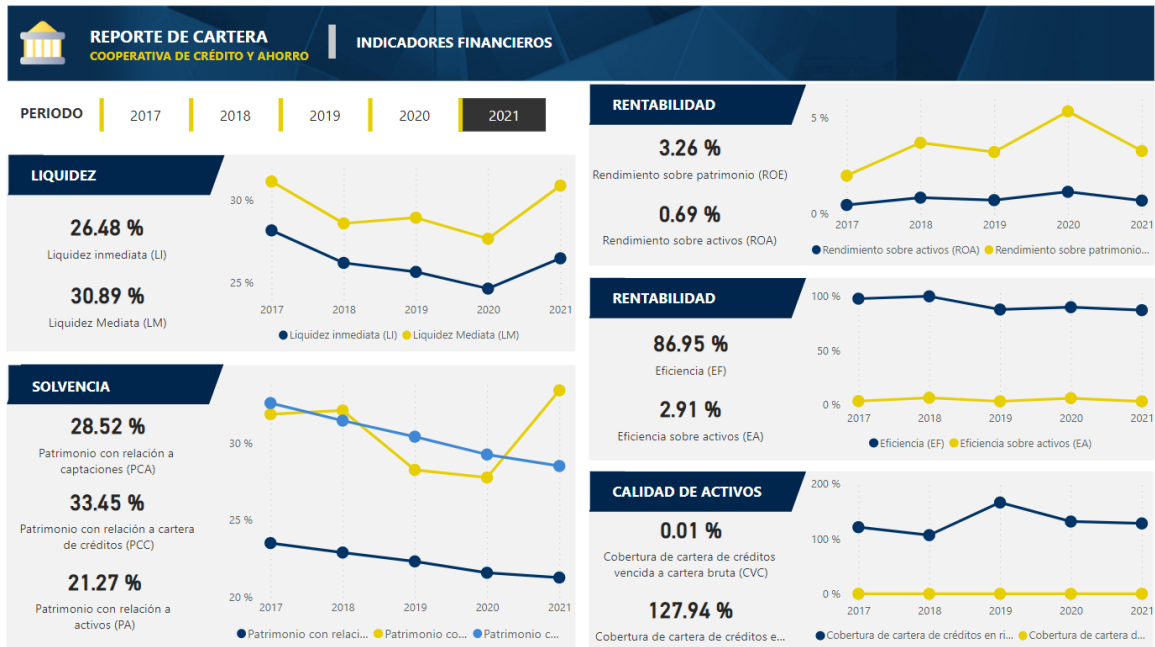 REPORTE DE CARTERA
COOPERATIVA DE CRÉDITO Y AHORRO
INDICADORES FINANCIEROS
PERIODO
2017
2018
2019
2020
2021
LIQUIDEZ
26.48 %
Liquidez inmediata (LI)
30.89 %
Liquidez Mediata (LM)
30 %
25 %
2017 2018 2019 2020 2021
Liquidez inmediata (LI) Liquidez Mediata (LM)
SOLVENCIA
28.52 %
Patrimonio con relación a
captaciones (PCA)
33.45 %
Patrimonio con relación a cartera
de créditos (PCC)
21.27 %
Patrimonio con relación a
activos (PA)
30 %
25 %
20 %
2017 2018 2019 2020 2021
Patrimonio con relaci... Patrimonio co... Patrimonio c...
RENTABILIDAD
3.26 %
Rendimiento sobre patrimonio (ROE)
0.69 %
Rendimiento sobre activos (ROA)
5 %
0 %
2017 2018 2019 2020 2021
Rendimiento sobre activos (ROA) Rendimiento sobre patrimonio...
RENTABILIDAD
86.95 %
Eficiencia (EF)
2.91 %
Eficiencia sobre activos (EA)
100 %
50 %
0 %
2017 2018 2019 2020 2021
Eficiencia (EF) Eficiencia sobre activos (EA)
CALIDAD DE ACTIVOS
0.01 %
Cobertura de cartera de créditos
vencida a cartera bruta (CVC)
127.94 %
Cobertura de cartera de créditos e...
200 %
100 %
0 %
2017 2018 2019 2020 2021
Cobertura de cartera de créditos en ri... Cobertura de cartera d...